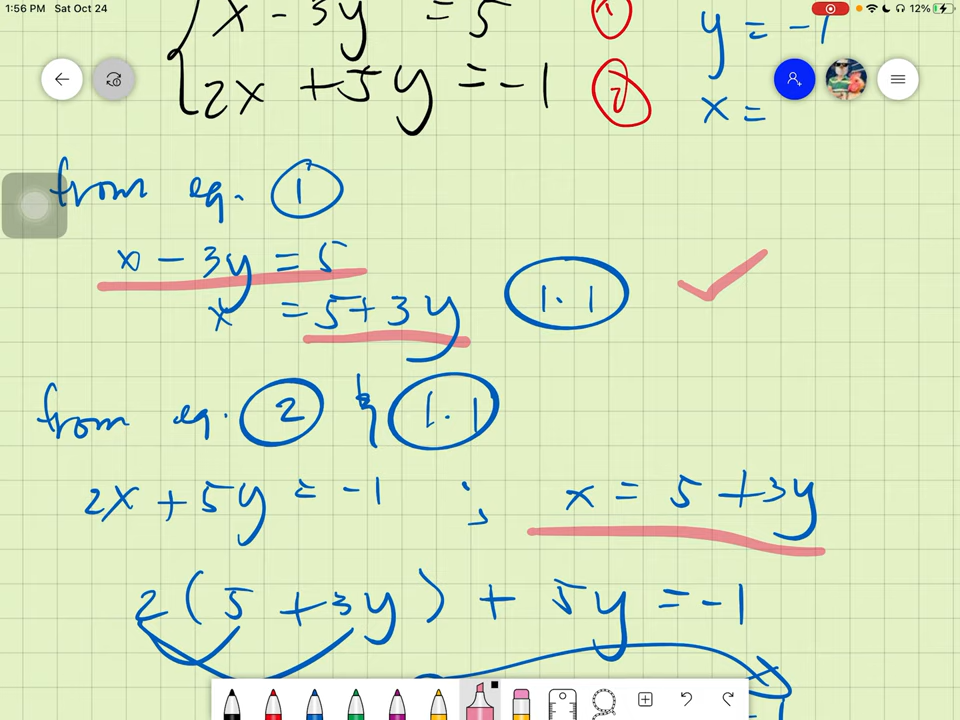 1:56 PM Sat Oct 24
12%
x - 3y = 5 ①
2x + 5y = -1 ②
y = -1
x =
from eq. ①
x - 3y = 5
x = 5 + 3y 1.1
from eq. ② & 1.1
2x + 5y = -1 ; x = 5 + 3y
2(5 + 3y) + 5y = -1